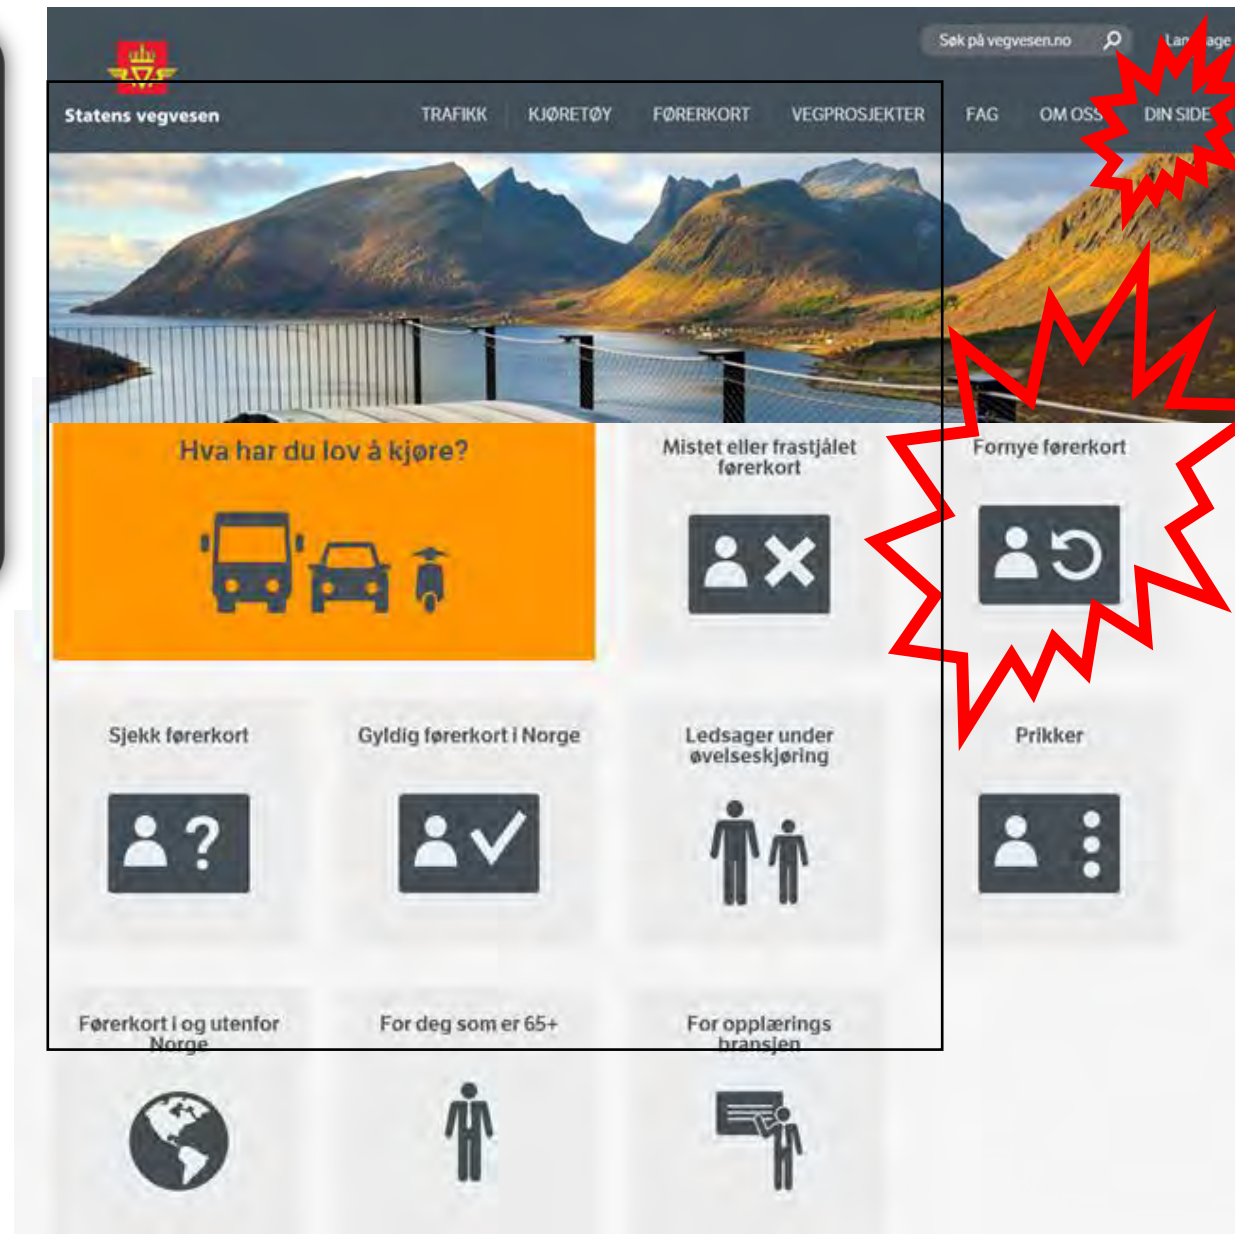 Søk på vegvesen.no
Language
Statens vegvesen
TRAFIKK KJØRETØY FØRERKORT VEGPROSJEKTER FAG OM OSS DIN SIDE
Hva har du lov å kjøre?
Mistet eller frastjålet
førerkort
Fornye førerkort
Sjekk førerkort
Gyldig førerkort i Norge
Ledsager under
øvelseskjøring
Prikker
Førerkort i og utenfor
Norge
For deg som er 65+
For opplærings
bransjen